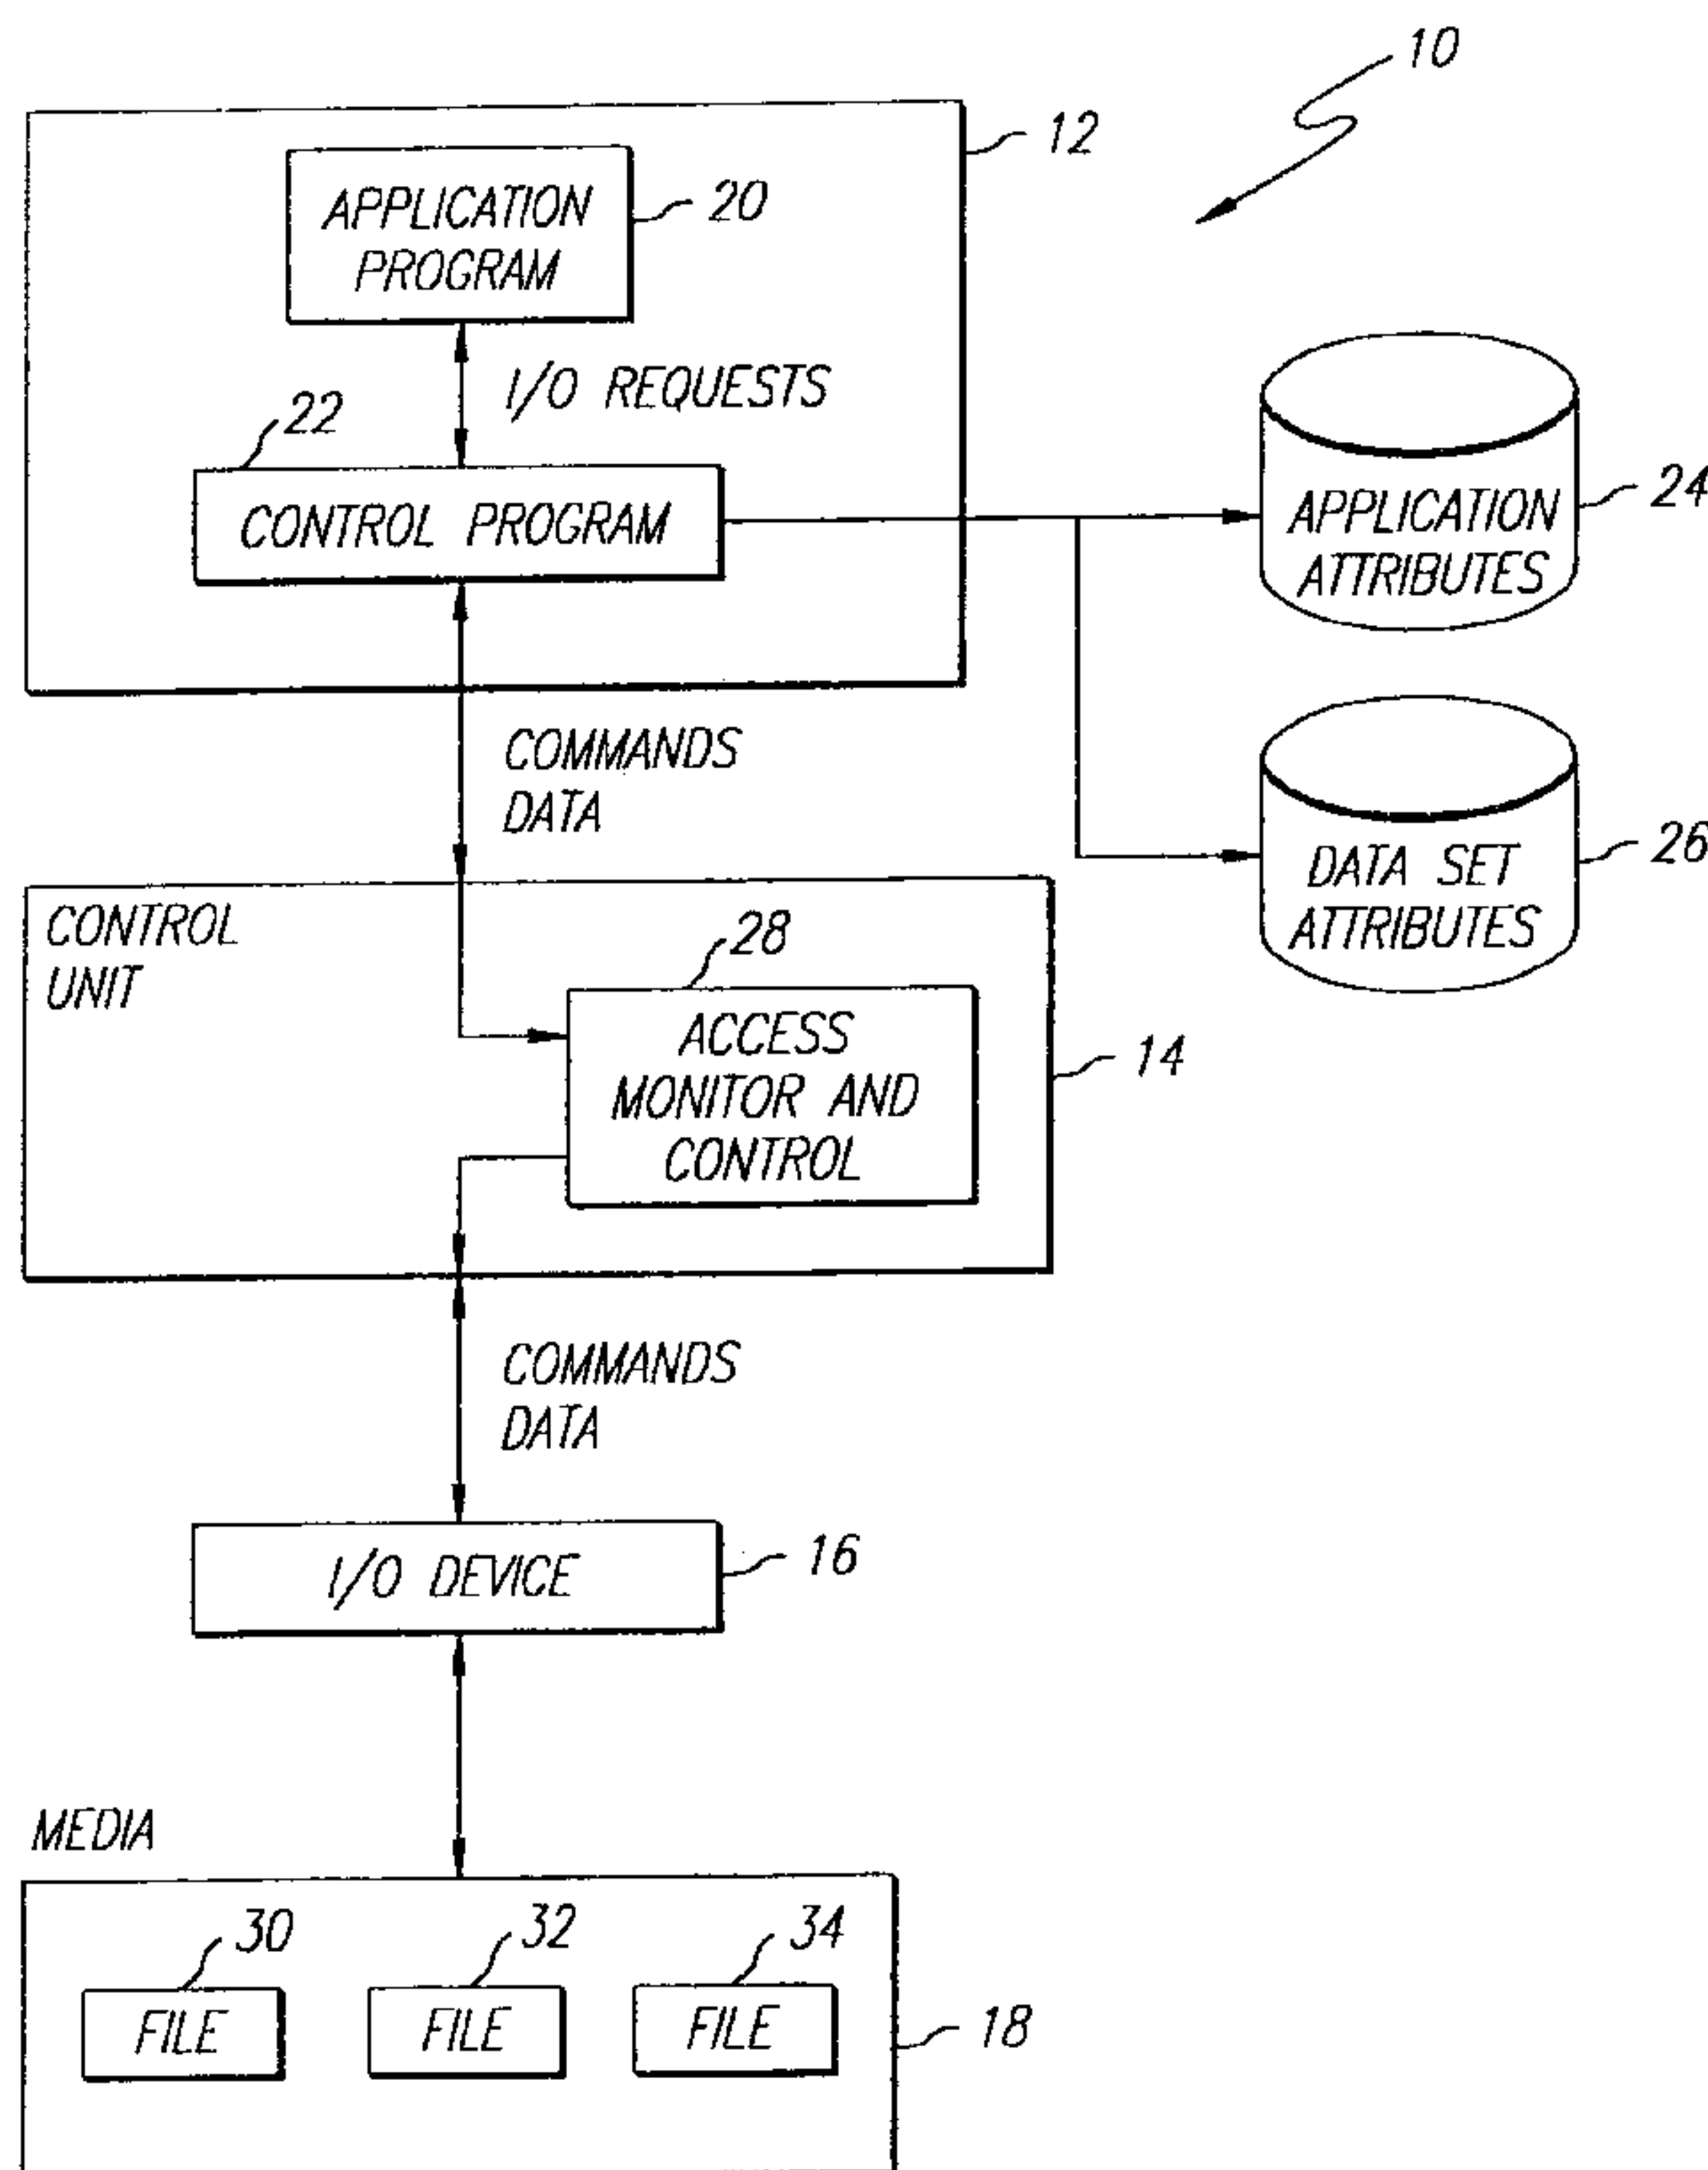 10
12
APPLICATION
PROGRAM
20
I/O REQUESTS
22
CONTROL PROGRAM
APPLICATION
ATTRIBUTES
24
COMMANDS
DATA
DATA SET
ATTRIBUTES
26
CONTROL
UNIT
28
ACCESS
MONITOR AND
CONTROL
14
COMMANDS
DATA
I/O DEVICE
16
MEDIA
30
32
34
FILE
FILE
FILE
18